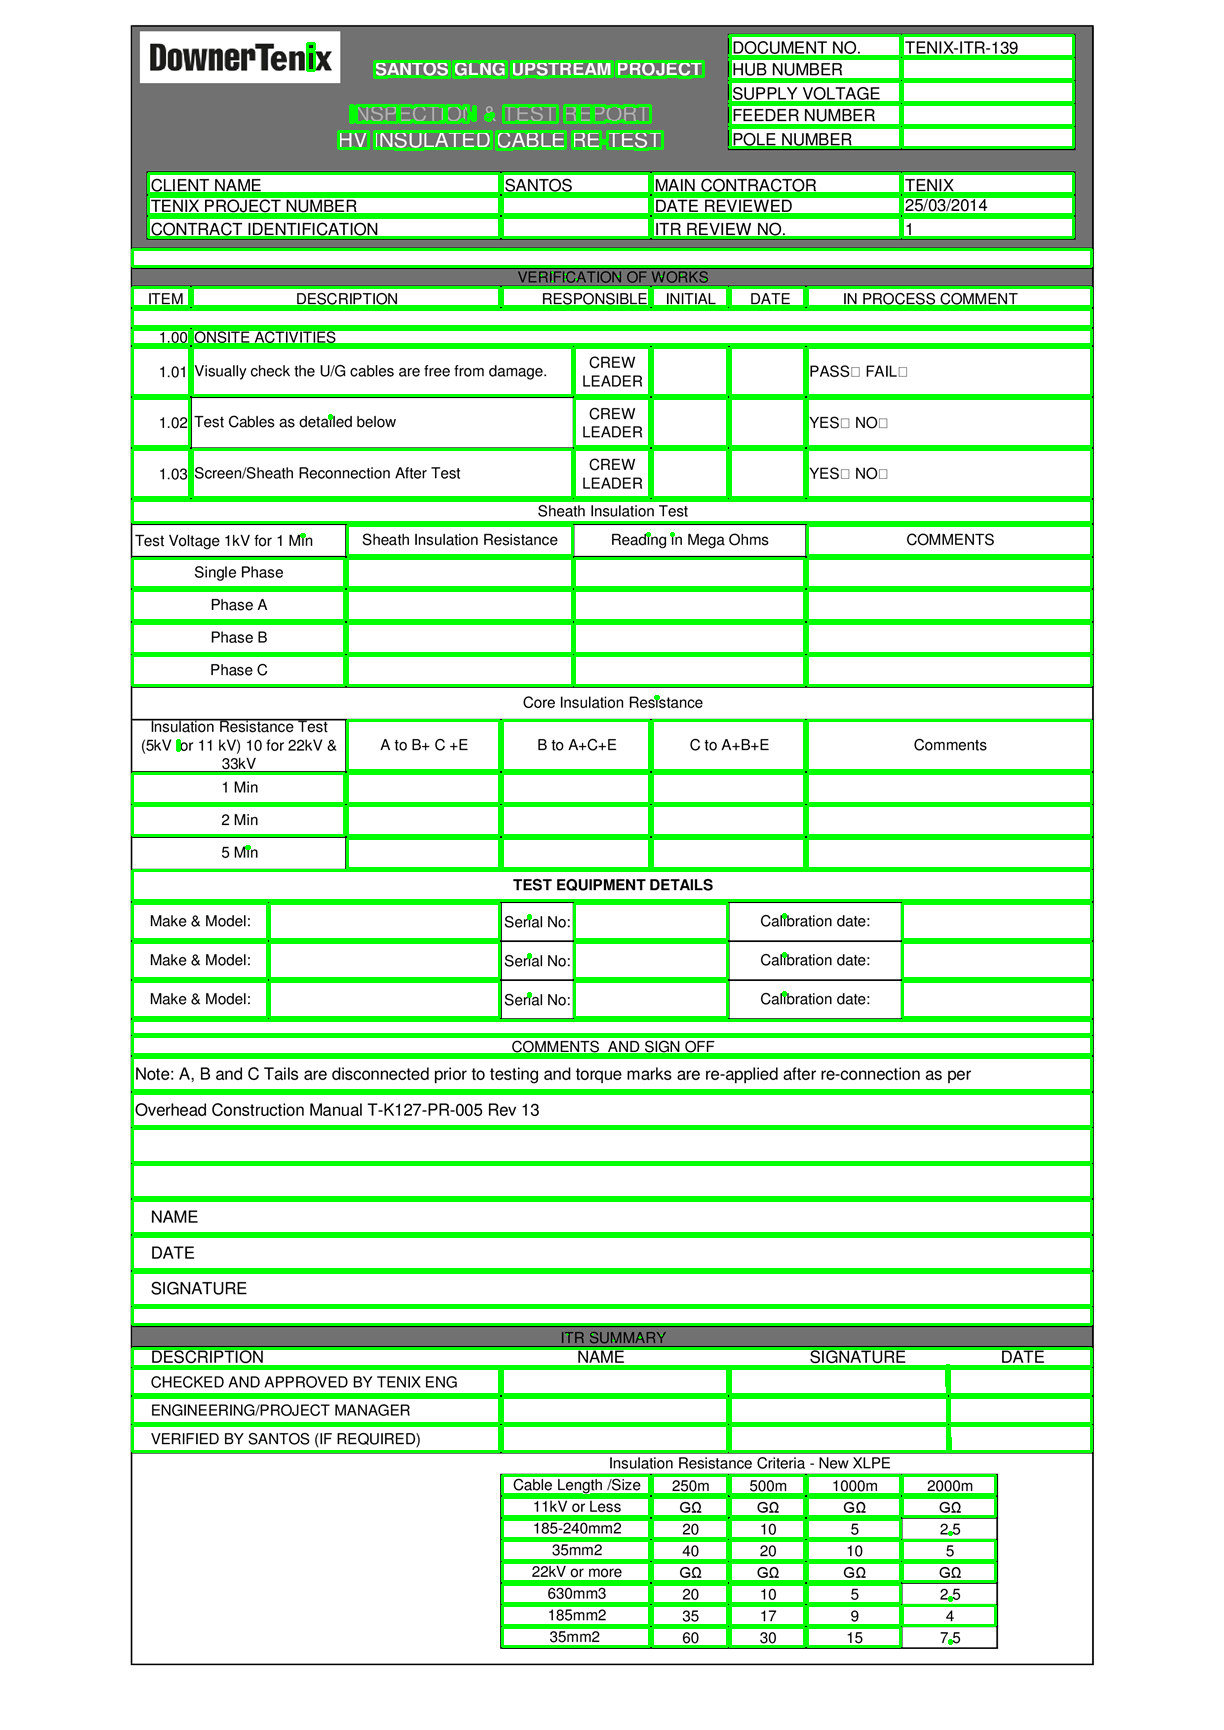 DownerTenix
SANTOS GLNG UPSTREAM PROJECT
INSPECTION & TEST REPORT
HV INSULATED CABLE RE-TEST
DOCUMENT NO. TENIX-ITR-139
HUB NUMBER
SUPPLY VOLTAGE
FEEDER NUMBER
POLE NUMBER
CLIENT NAME SANTOS MAIN CONTRACTOR TENIX
TENIX PROJECT NUMBER DATE REVIEWED 25/03/2014
CONTRACT IDENTIFICATION ITR REVIEW NO. 1
VERIFICATION OF WORKS
ITEM DESCRIPTION RESPONSIBLE INITIAL DATE IN PROCESS COMMENT
1.00 ONSITE ACTIVITIES
1.01 Visually check the U/G cables are free from damage. CREW LEADER PASS□ FAIL□
1.02 Test Cables as detailed below CREW LEADER YES□ NO□
1.03 Screen/Sheath Reconnection After Test CREW LEADER YES□ NO□
Sheath Insulation Test
Test Voltage 1kV for 1 Min Sheath Insulation Resistance Reading in Mega Ohms COMMENTS
Single Phase
Phase A
Phase B
Phase C
Core Insulation Resistance
Insulation Resistance Test
(5kV for 11 kV) 10 for 22kV &
33kV
A to B+ C +E B to A+C+E C to A+B+E Comments
1 Min
2 Min
5 Min
TEST EQUIPMENT DETAILS
Make & Model: Serial No: Calibration date:
Make & Model: Serial No: Calibration date:
Make & Model: Serial No: Calibration date:
COMMENTS AND SIGN OFF
Note: A, B and C Tails are disconnected prior to testing and torque marks are re-applied after re-connection as per
Overhead Construction Manual T-K127-PR-005 Rev 13
NAME
DATE
SIGNATURE
ITR SUMMARY
DESCRIPTION NAME SIGNATURE DATE
CHECKED AND APPROVED BY TENIX ENG
ENGINEERING/PROJECT MANAGER
VERIFIED BY SANTOS (IF REQUIRED)
Insulation Resistance Criteria - New XLPE
Cable Length /Size 250m 500m 1000m 2000m
11kV or Less GΩ GΩ GΩ GΩ
185-240mm2 20 10 5 2.5
35mm2 40 20 10 5
22kV or more GΩ GΩ GΩ GΩ
630mm3 20 10 5 2.5
185mm2 35 17 9 4
35mm2 60 30 15 7.5